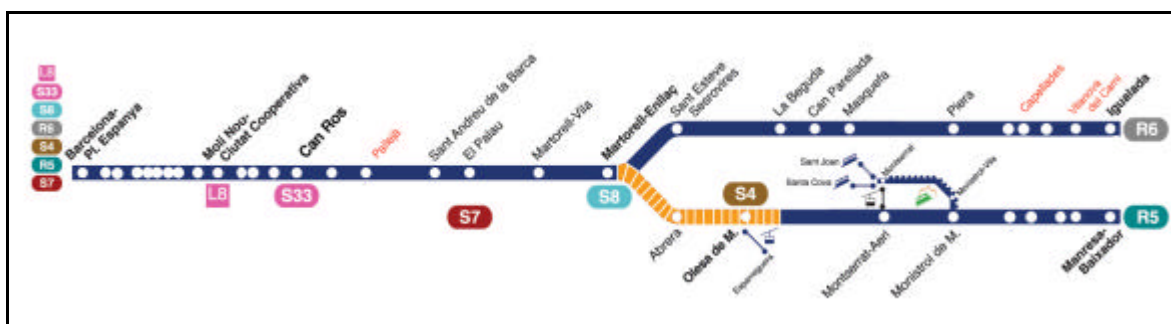 L8
S33
S8
R6
S4
R5
S7
Barcelona-
Pl. Espanya
Molí Nou-
Ciutat Cooperativa
L8
Can Ros
S33
Pallejà
Sant Andreu de la Barca
El Palau
S7
Martorell-Vila
Martorell-Enllaç
S8
Sant Esteve
Sesrovires
La Beguda
Can Parellada
Masquefa
Piera
Capellades
Vilanova
del Camí
Igualada
R6
Abrera
S4
Olesa de M.
Esparreguera
Sant Joan
Santa Cova
Montserrat
Monistrol-Vila
Montserrat-Aeri
Monistrol de M.
Manresa-
Baixador
R5